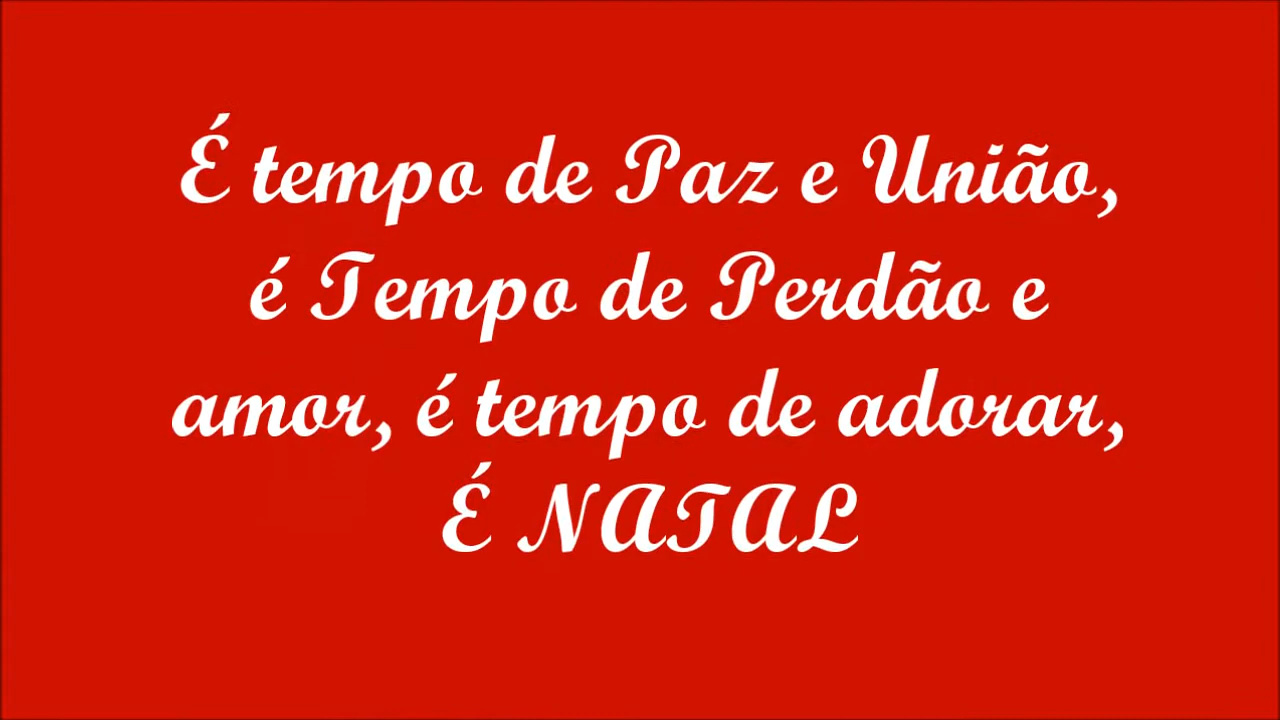 É tempo de Paz e União,
é Tempo de Perdão e
amor, é tempo de adorar,
É NATAL